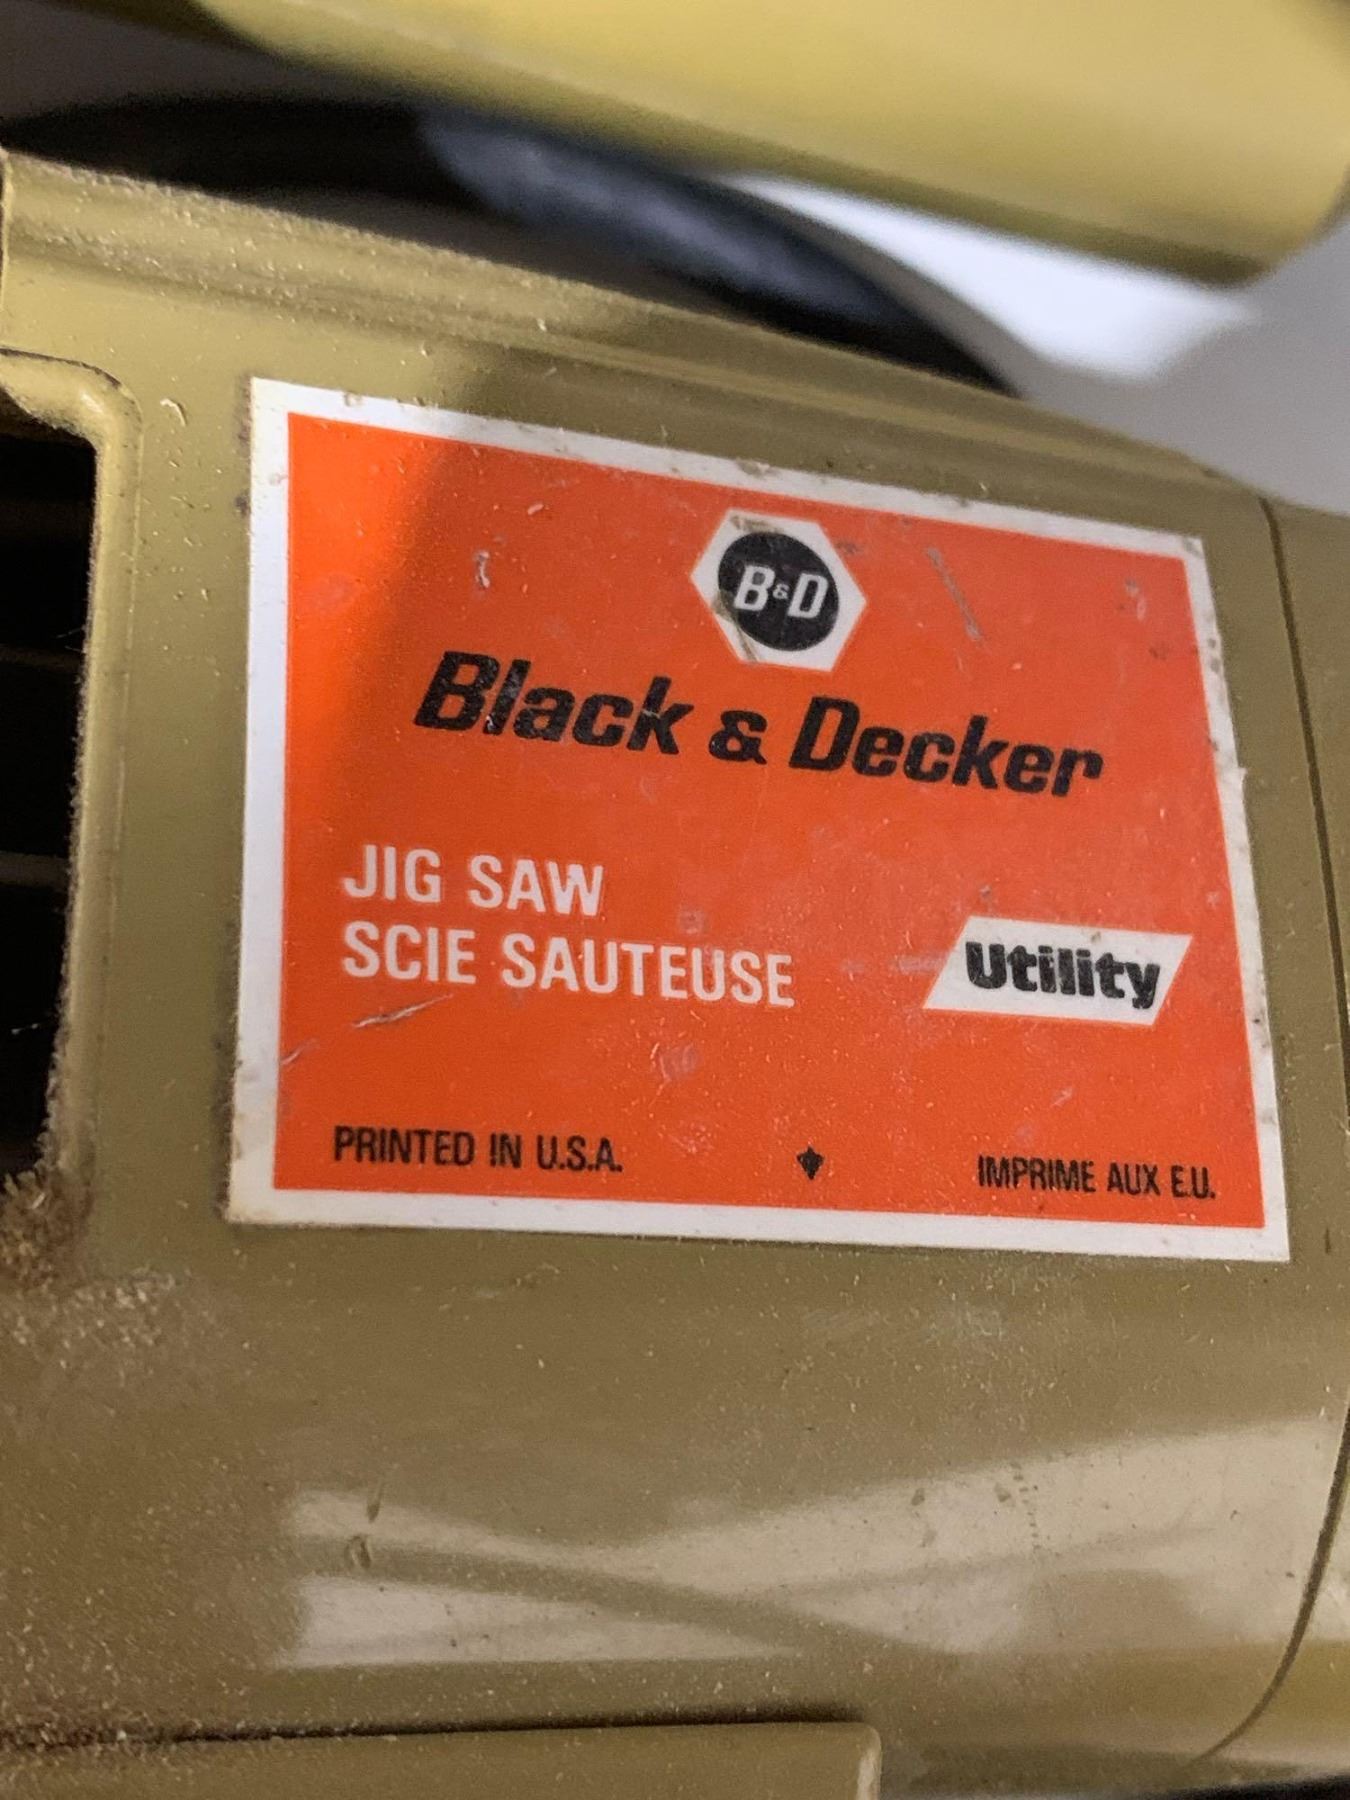 B&D
Black & Decker
JIG SAW
SCIE SAUTEUSE
Utility
PRINTED IN U.S.A.
IMPRIME AUX E.U.